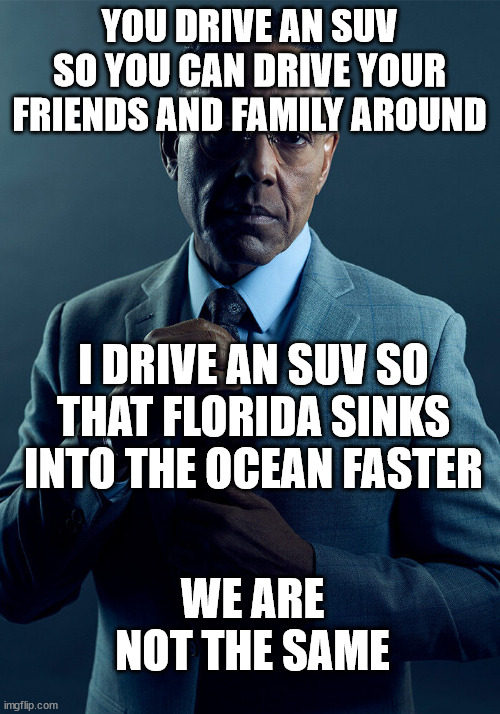 YOU DRIVE AN SUV
SO YOU CAN DRIVE YOUR
FRIENDS AND FAMILY AROUND
I DRIVE AN SUV SO
THAT FLORIDA SINKS
INTO THE OCEAN FASTER
WE ARE
NOT THE SAME
imgflip.com